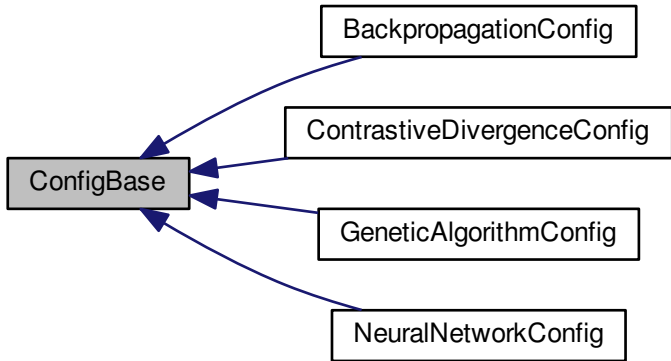 BackpropagationConfig
ContrastiveDivergenceConfig
ConfigBase
GeneticAlgorithmConfig
NeuralNetworkConfig